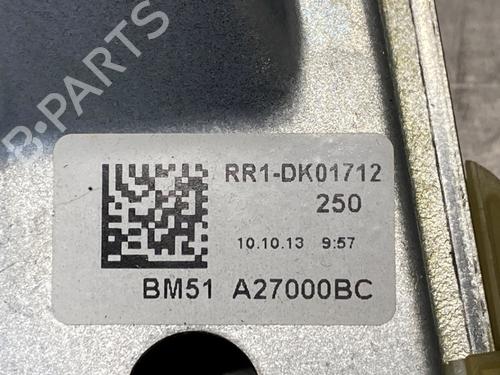 B-PARTS
RR1-DK01712
250
10.10.13 9:57
BM51 A27000BC